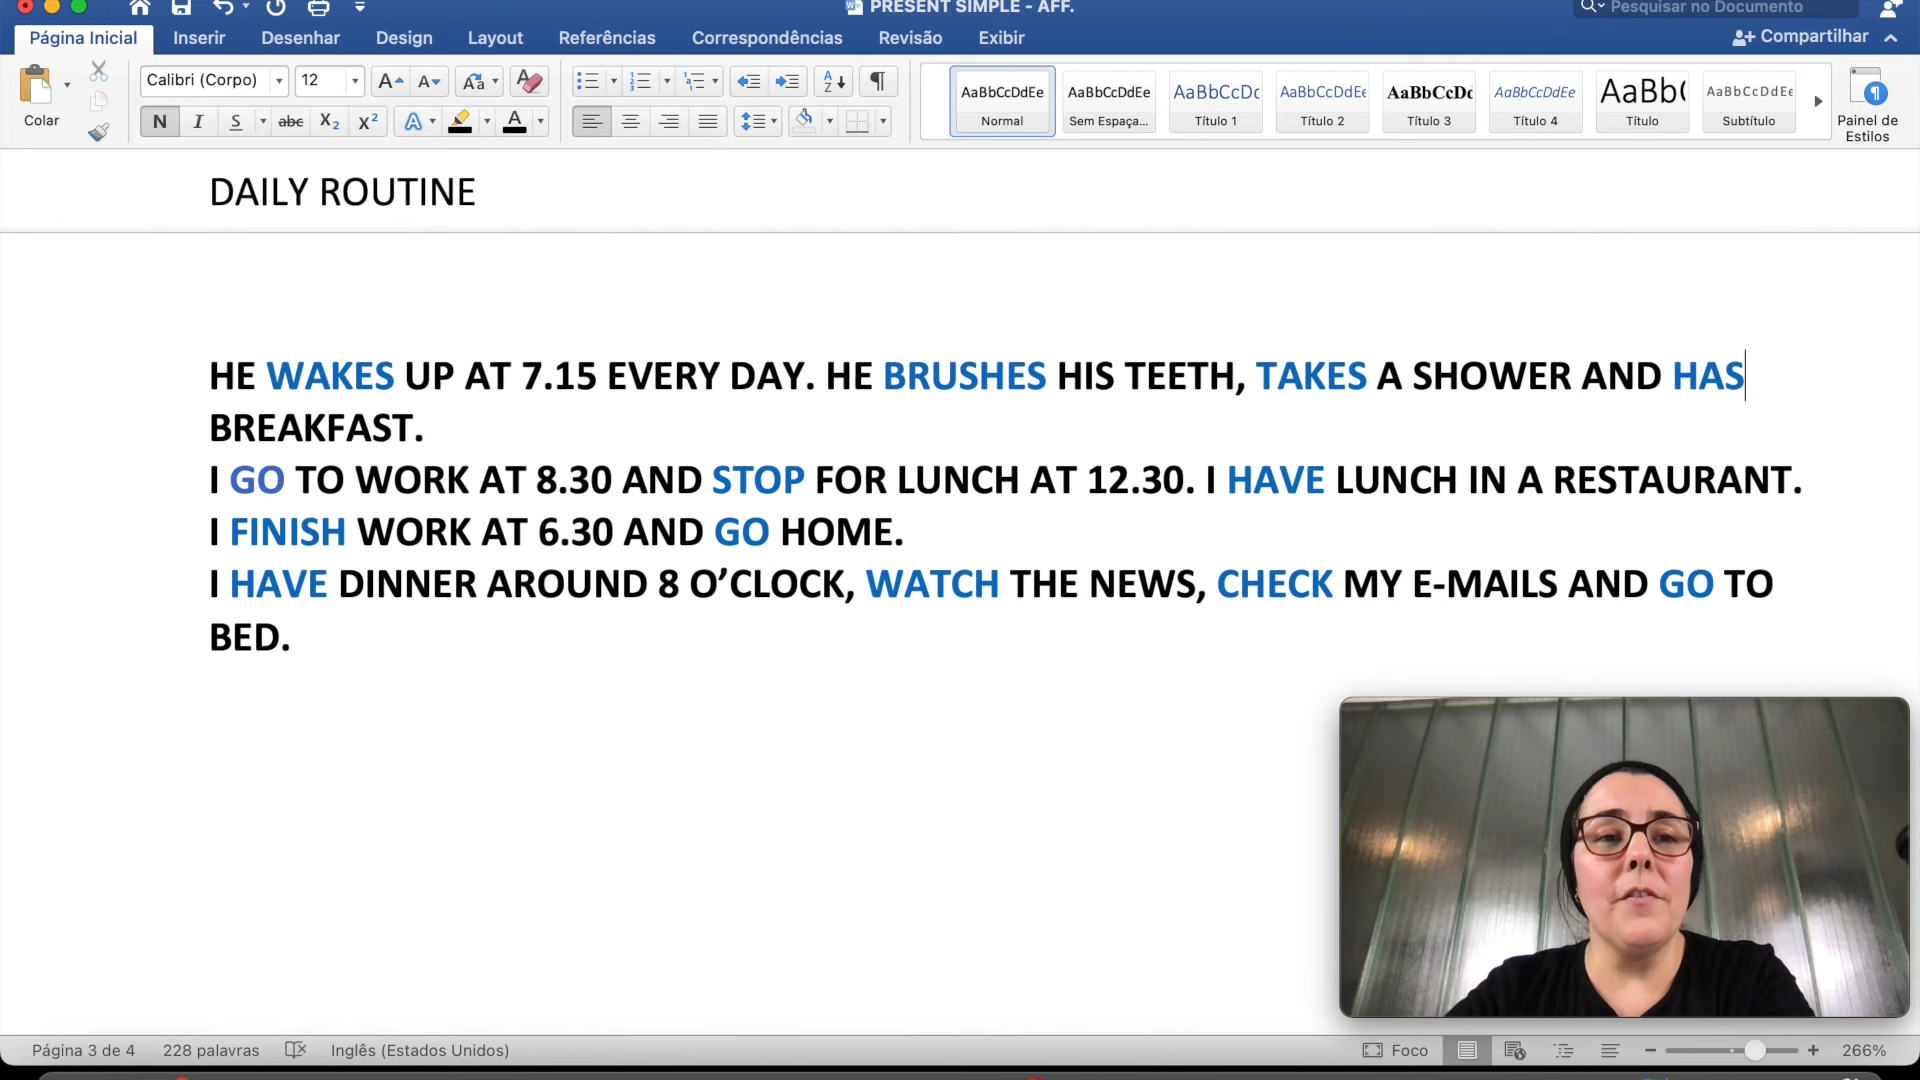 PRESENT SIMPLE - AFF.
Pesquisar no Documento
Página Inicial Inserir Desenhar Design Layout Referências Correspondências Revisão Exibir Compartilhar
Colar
Calibri (Corpo) 12
N I S abc X₂ X² A A
AaBbCcDdEe Normal
AaBbCcDdEe Sem Espaça...
AaBbCcDc Título 1
AaBbCcDdEe Título 2
AaBbCcDc Título 3
AaBbCcDdEe Título 4
AaBb( Título
AaBbCcDdEe Subtítulo
Painel de
Estilos
DAILY ROUTINE
HE WAKES UP AT 7.15 EVERY DAY. HE BRUSHES HIS TEETH, TAKES A SHOWER AND HAS
BREAKFAST.
I GO TO WORK AT 8.30 AND STOP FOR LUNCH AT 12.30. I HAVE LUNCH IN A RESTAURANT.
I FINISH WORK AT 6.30 AND GO HOME.
I HAVE DINNER AROUND 8 O’CLOCK, WATCH THE NEWS, CHECK MY E-MAILS AND GO TO
BED.
Página 3 de 4 228 palavras Inglês (Estados Unidos) Foco 266%